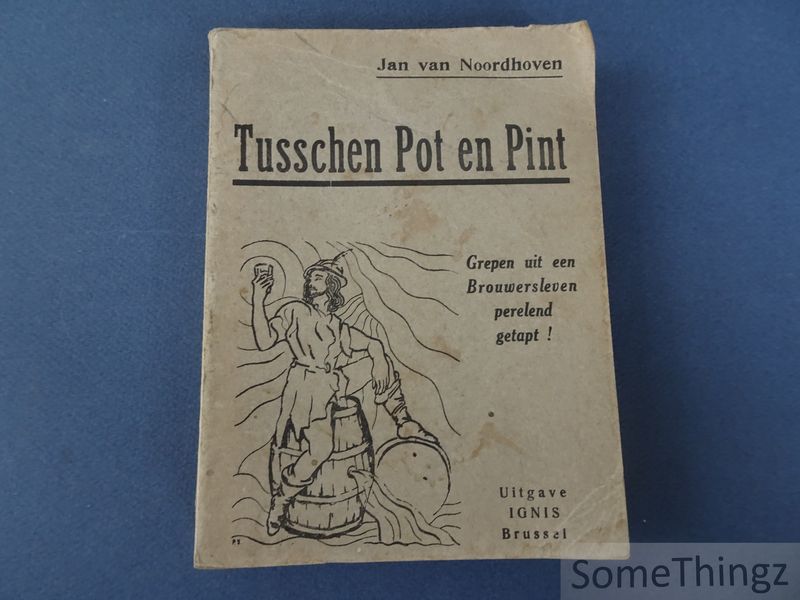 Jan van Noordhoven
Tusschen Pot en Pint
Grepen uit een
Brouwersleven
perelend
getapt !
Uitgave
IGNIS
Brussel
SomeThingz